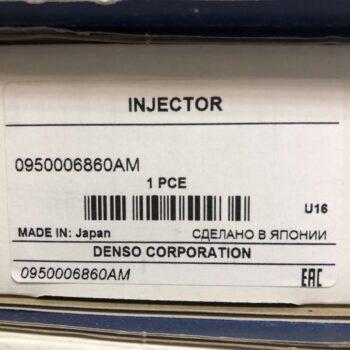 INJECTOR
0950006860AM
1 PCE
U16
MADE IN: Japan СДЕЛАНО В ЯПОНИИ
DENSO CORPORATION
0950006860AM EAC